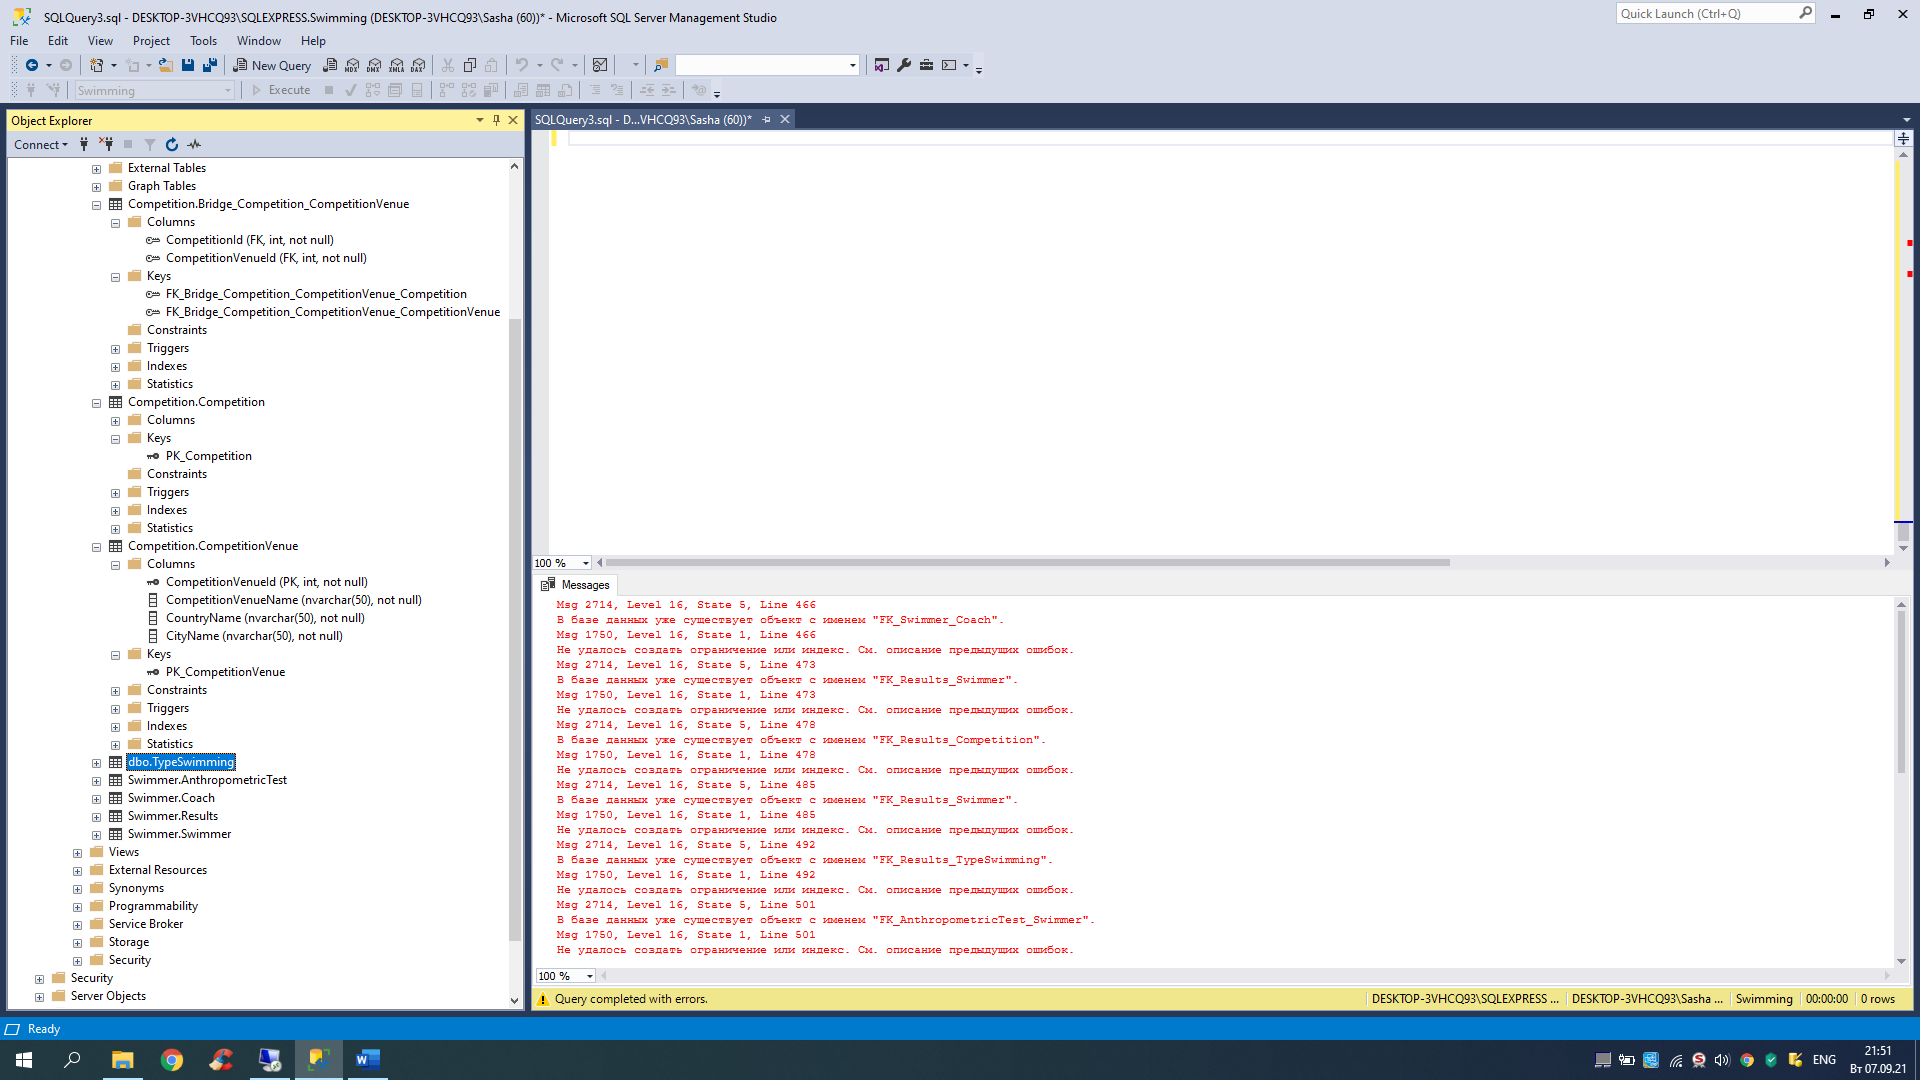 SQLQuery3.sql - DESKTOP-3VHCQ93\SQLEXPRESS.Swimming (DESKTOP-3VHCQ93\Sasha (60))* - Microsoft SQL Server Management Studio
Quick Launch (Ctrl+Q)
File Edit View Project Tools Window Help
New Query
MDX DMX XMLA DAX
Swimming
Execute
Object Explorer
Connect
External Tables
Graph Tables
Competition.Bridge_Competition_CompetitionVenue
Columns
CompetitionId (FK, int, not null)
CompetitionVenueId (FK, int, not null)
Keys
FK_Bridge_Competition_CompetitionVenue_Competition
FK_Bridge_Competition_CompetitionVenue_CompetitionVenue
Constraints
Triggers
Indexes
Statistics
Competition.Competition
Columns
Keys
PK_Competition
Constraints
Triggers
Indexes
Statistics
Competition.CompetitionVenue
Columns
CompetitionVenueId (PK, int, not null)
CompetitionVenueName (nvarchar(50), not null)
CountryName (nvarchar(50), not null)
CityName (nvarchar(50), not null)
Keys
PK_CompetitionVenue
Constraints
Triggers
Indexes
Statistics
dbo.TypeSwimming
Swimmer.AnthropometricTest
Swimmer.Coach
Swimmer.Results
Swimmer.Swimmer
Views
External Resources
Synonyms
Programmability
Service Broker
Storage
Security
Security
Server Objects
SQLQuery3.sql - D...VHCQ93\Sasha (60))*
100 %
Messages
Msg 2714, Level 16, State 5, Line 466
В базе данных уже существует объект с именем "FK_Swimmer_Coach".
Msg 1750, Level 16, State 1, Line 466
Не удалось создать ограничение или индекс. См. описание предыдущих ошибок.
Msg 2714, Level 16, State 5, Line 473
В базе данных уже существует объект с именем "FK_Results_Swimmer".
Msg 1750, Level 16, State 1, Line 473
Не удалось создать ограничение или индекс. См. описание предыдущих ошибок.
Msg 2714, Level 16, State 5, Line 478
В базе данных уже существует объект с именем "FK_Results_Competition".
Msg 1750, Level 16, State 1, Line 478
Не удалось создать ограничение или индекс. См. описание предыдущих ошибок.
Msg 2714, Level 16, State 5, Line 485
В базе данных уже существует объект с именем "FK_Results_Swimmer".
Msg 1750, Level 16, State 1, Line 485
Не удалось создать ограничение или индекс. См. описание предыдущих ошибок.
Msg 2714, Level 16, State 5, Line 492
В базе данных уже существует объект с именем "FK_Results_TypeSwimming".
Msg 1750, Level 16, State 1, Line 492
Не удалось создать ограничение или индекс. См. описание предыдущих ошибок.
Msg 2714, Level 16, State 5, Line 501
В базе данных уже существует объект с именем "FK_AnthropometricTest_Swimmer".
Msg 1750, Level 16, State 1, Line 501
Не удалось создать ограничение или индекс. См. описание предыдущих ошибок.
100 %
Query completed with errors.
DESKTOP-3VHCQ93\SQLEXPRESS ... DESKTOP-3VHCQ93\Sasha ... Swimming 00:00:00 0 rows
Ready
ENG
21:51
Вт 07.09.21